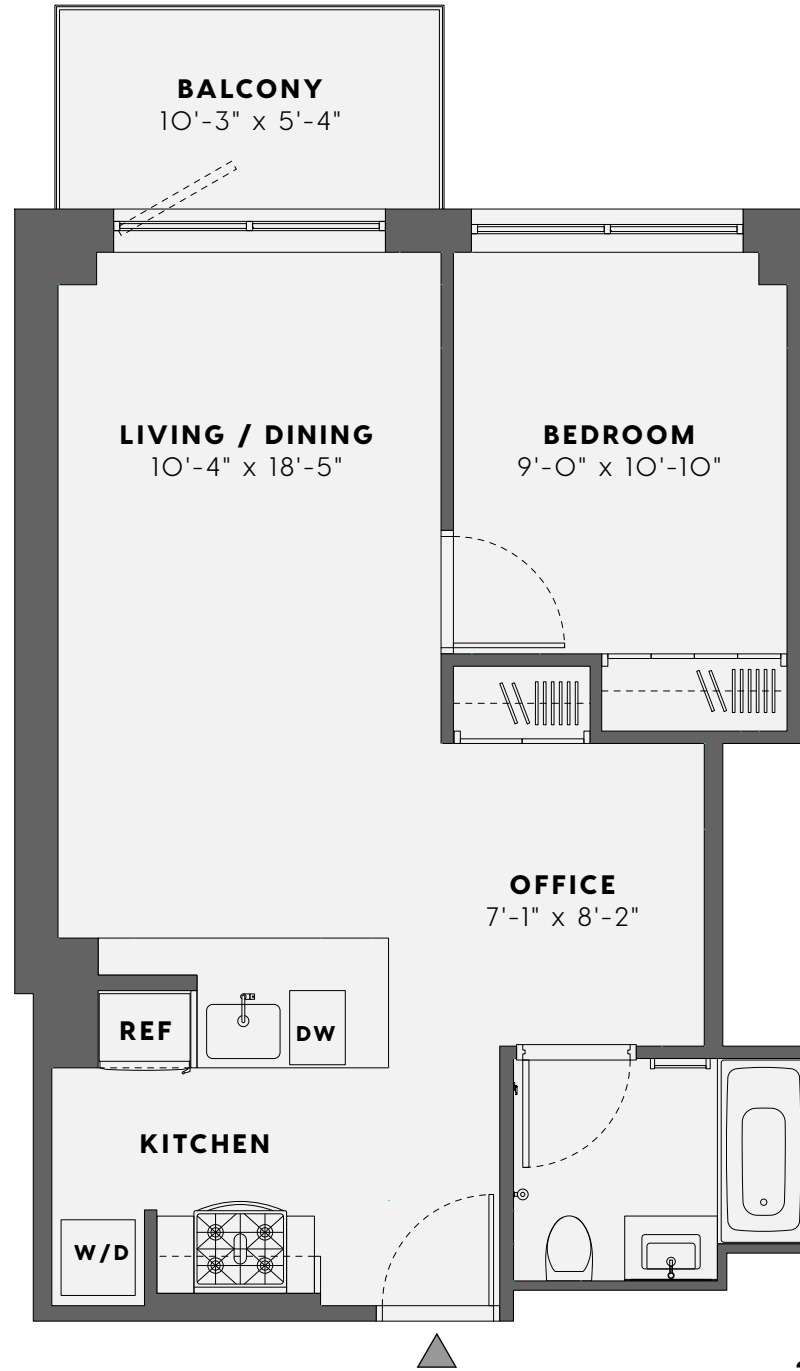 BALCONY
10'-3" x 5'-4"
LIVING / DINING
10'-4" x 18'-5"
BEDROOM
9'-0" x 10'-10"
OFFICE
7'-1" x 8'-2"
REF
DW
KITCHEN
W/D